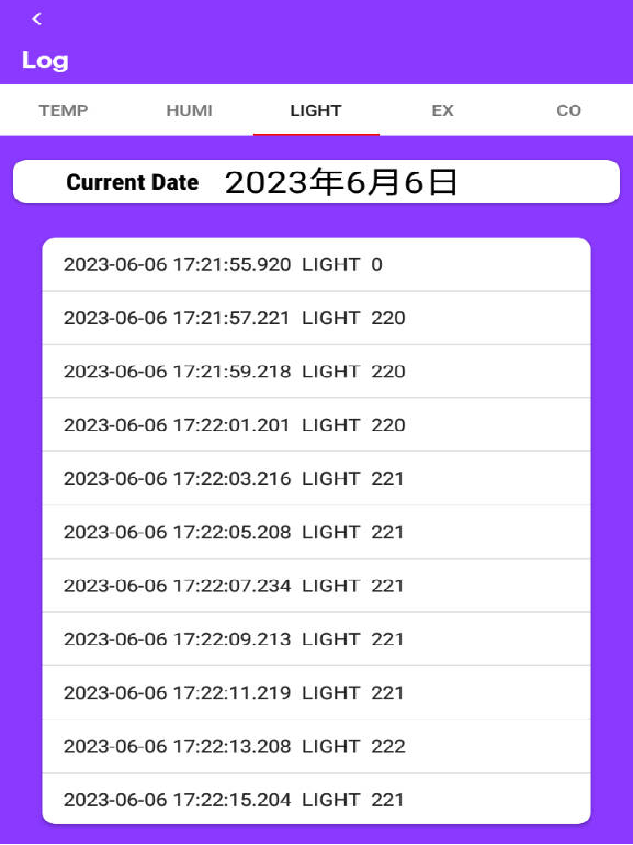 Log
TEMP HUMI LIGHT EX CO
Current Date 2023年6月6日
2023-06-06 17:21:55.920 LIGHT 0
2023-06-06 17:21:57.221 LIGHT 220
2023-06-06 17:21:59.218 LIGHT 220
2023-06-06 17:22:01.201 LIGHT 220
2023-06-06 17:22:03.216 LIGHT 221
2023-06-06 17:22:05.208 LIGHT 221
2023-06-06 17:22:07.234 LIGHT 221
2023-06-06 17:22:09.213 LIGHT 221
2023-06-06 17:22:11.219 LIGHT 221
2023-06-06 17:22:13.208 LIGHT 222
2023-06-06 17:22:15.204 LIGHT 221